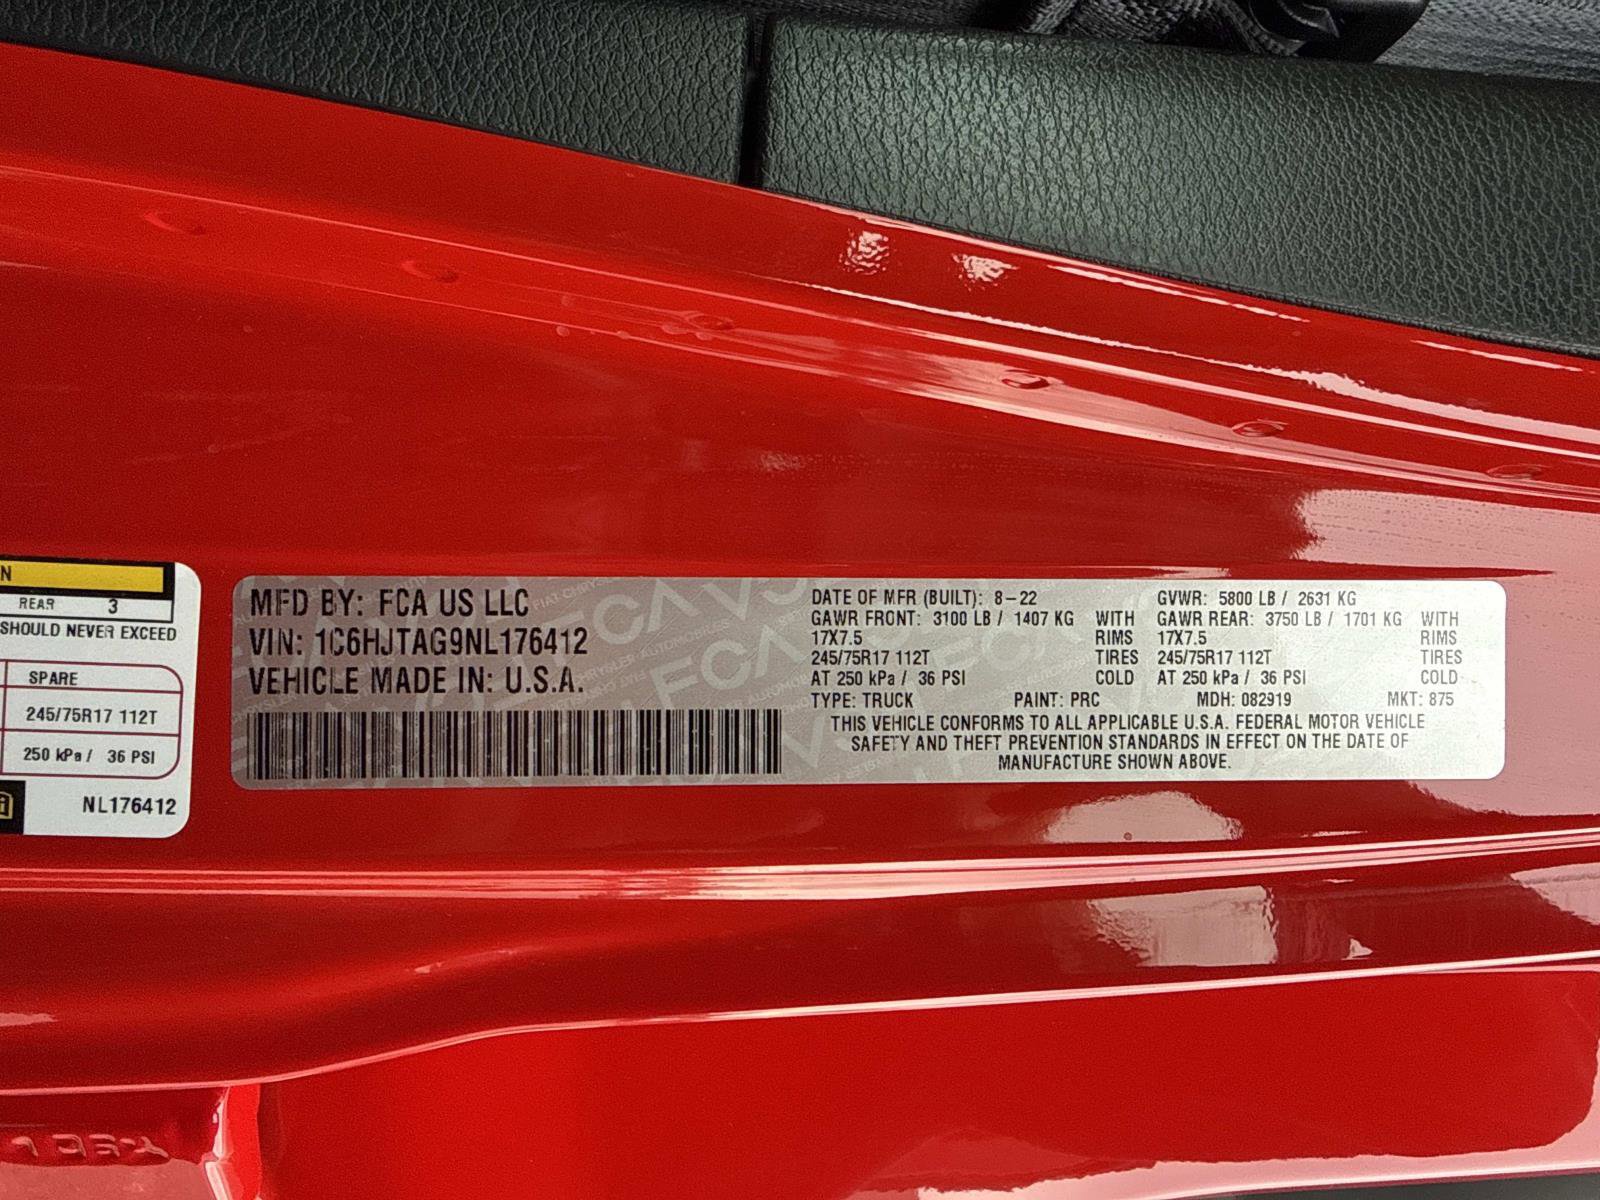 N
REAR 3
SHOULD NEVER EXCEED
SPARE
245/75R17 112T
250 kPa / 36 PSI
NL176412
MFD BY: FCA US LLC
VIN: 1C6HJTAG9NL176412
VEHICLE MADE IN: U.S.A.
DATE OF MFR (BUILT): 8-22 GVWR: 5800 LB / 2631 KG
GAWR FRONT: 3100 LB / 1407 KG WITH GAWR REAR: 3750 LB / 1701 KG WITH
17X7.5 RIMS 17X7.5 RIMS
245/75R17 112T TIRES 245/75R17 112T TIRES
AT 250 kPa / 36 PSI COLD AT 250 kPa / 36 PSI COLD
TYPE: TRUCK PAINT: PRC MDH: 082919 MKT: 875
THIS VEHICLE CONFORMS TO ALL APPLICABLE U.S.A. FEDERAL MOTOR VEHICLE
SAFETY AND THEFT PREVENTION STANDARDS IN EFFECT ON THE DATE OF
MANUFACTURE SHOWN ABOVE.